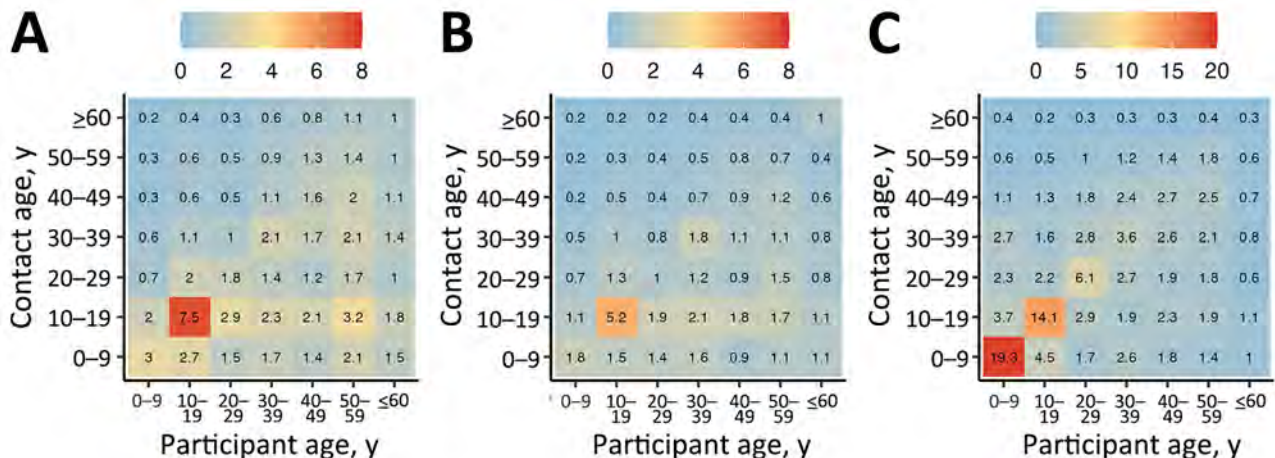 A
0 2 4 6 8
Contact age, y
≥60 0.2 0.4 0.3 0.6 0.8 1.1 1
50–59 0.3 0.6 0.5 0.9 1.3 1.4 1
40–49 0.3 0.6 0.5 1.1 1.6 2 1.1
30–39 0.6 1.1 1 2.1 1.7 2.1 1.4
20–29 0.7 2 1.8 1.4 1.2 1.7 1
10–19 2 7.5 2.9 2.3 2.1 3.2 1.8
0–9 3 2.7 1.5 1.7 1.4 2.1 1.5
0–9 10– 20– 30– 40– 50– ≤60
19 29 39 49 59
Participant age, y
B
0 2 4 6 8
Contact age, y
≥60 0.2 0.2 0.2 0.4 0.4 0.4 1
50–59 0.2 0.3 0.4 0.5 0.8 0.7 0.4
40–49 0.2 0.5 0.4 0.7 0.9 1.2 0.6
30–39 0.5 1 0.8 1.8 1.1 1.1 0.8
20–29 0.7 1.3 1 1.2 0.9 1.5 0.8
10–19 1.1 5.2 1.9 2.1 1.8 1.7 1.1
0–9 1.8 1.5 1.4 1.6 0.9 1.1 1.1
0–9 10– 20– 30– 40– 50– ≤60
19 29 39 49 59
Participant age, y
C
0 5 10 15 20
Contact age, y
≥60 0.4 0.2 0.3 0.3 0.3 0.4 0.3
50–59 0.6 0.5 1 1.2 1.4 1.8 0.6
40–49 1.1 1.3 1.8 2.4 2.7 2.5 0.7
30–39 2.7 1.6 2.8 3.6 2.6 2.1 0.8
20–29 2.3 2.2 6.1 2.7 1.9 1.8 0.6
10–19 3.7 14.1 2.9 1.9 2.3 1.9 1.1
0–9 19.3 4.5 1.7 2.6 1.8 1.4 1
0–9 10– 20– 30– 40– 50– ≤60
19 29 39 49 59
Participant age, y